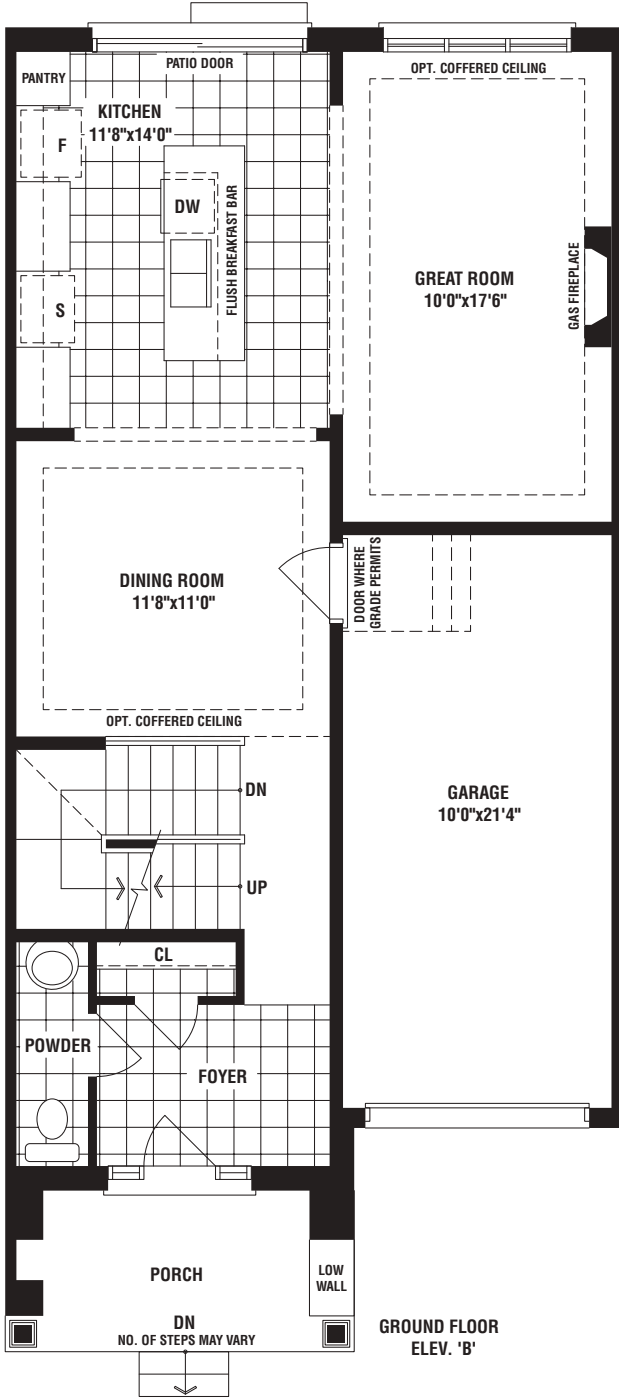 PATIO DOOR
OPT. COFFERED CEILING
PANTRY
KITCHEN
11'8"x14'0"
F
DW
FLUSH BREAKFAST BAR
S
GREAT ROOM
10'0"x17'6"
GAS FIREPLACE
DINING ROOM
11'8"x11'0"
DOOR WHERE
GRADE PERMITS
OPT. COFFERED CEILING
DN
UP
GARAGE
10'0"x21'4"
CL
POWDER
FOYER
PORCH
LOW
WALL
DN
NO. OF STEPS MAY VARY
GROUND FLOOR
ELEV. 'B'